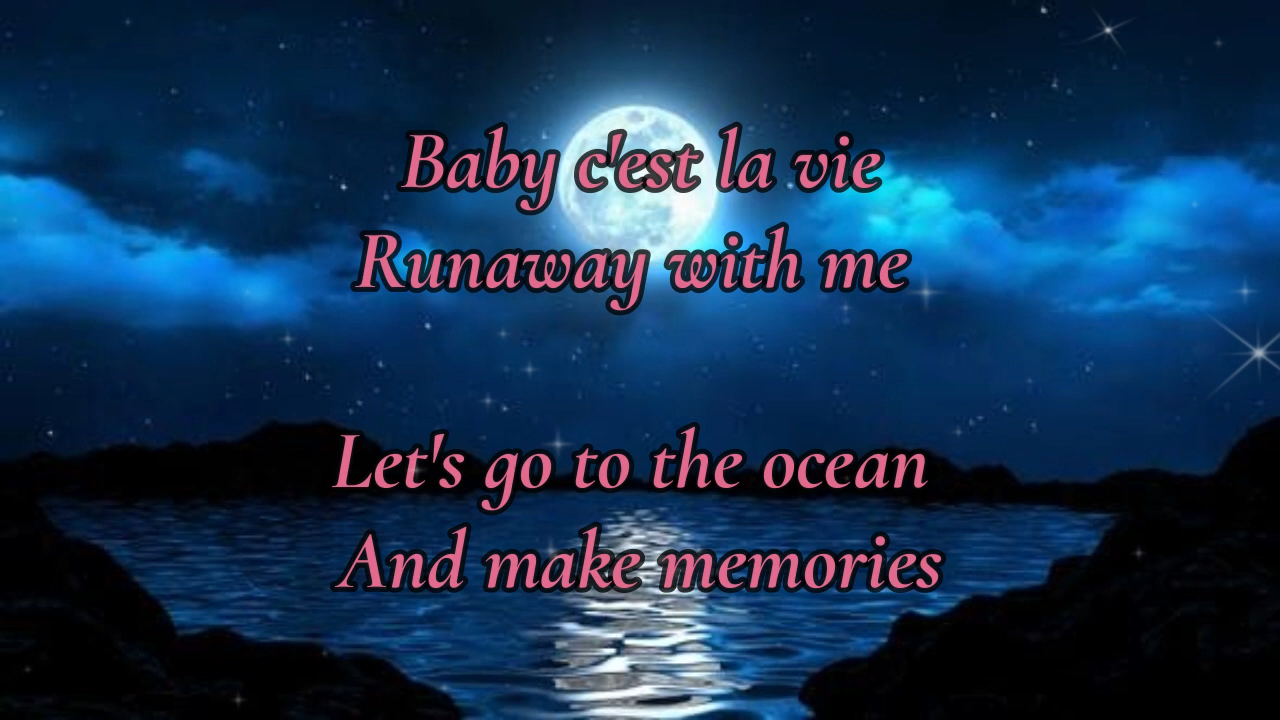 Baby c'est la vie
Runaway with me
Let's go to the ocean
And make memories